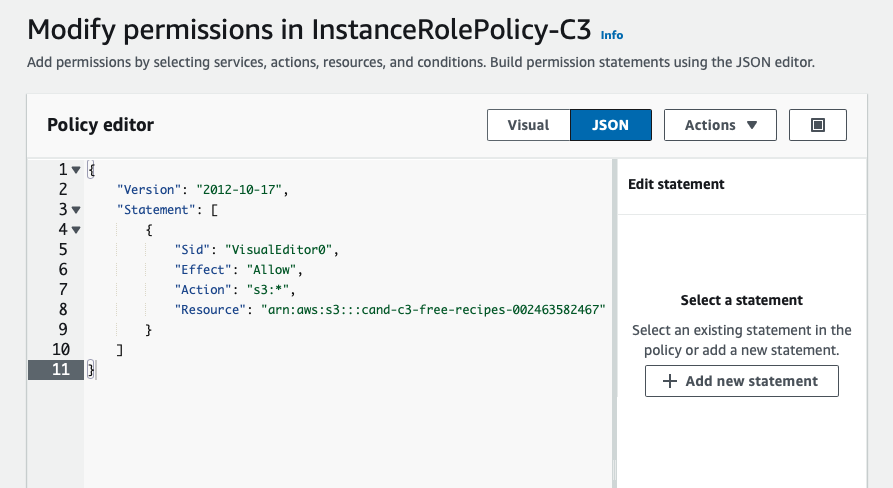 Modify permissions in InstanceRolePolicy-C3 Info
Add permissions by selecting services, actions, resources, and conditions. Build permission statements using the JSON editor.
Policy editor
Visual
JSON
Actions
1 {
2 "Version": "2012-10-17",
3 "Statement": [
4 {
5 "Sid": "VisualEditor0",
6 "Effect": "Allow",
7 "Action": "s3:*",
8 "Resource": "arn:aws:s3:::cand-c3-free-recipes-002463582467"
9 }
10 ]
11 }
Edit statement
Select a statement
Select an existing statement in the
policy or add a new statement.
+ Add new statement